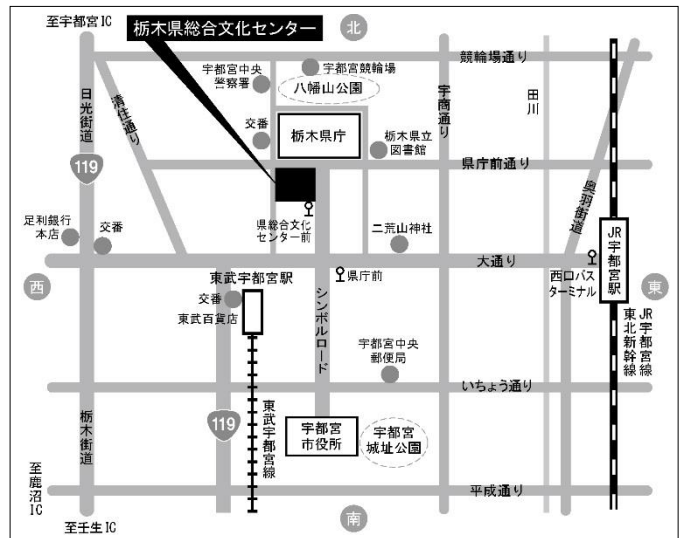 至宇都宮IC
栃木県総合文化センター
北
競輪場通り
宇都宮中央
警察署
宇都宮競輪場
八幡山公園
日光街道
清住通り
宇商通り
田川
交番
栃木県庁
栃木県立
図書館
119
県庁前通り
奥羽街道
足利銀行
本店
交番
県総合文化
センター前
二荒山神社
JR宇都宮駅
大通り
西口バス
ターミナル
西
東
東武宇都宮駅
県庁前
交番
東武百貨店
シンボルロード
宇都宮中央
郵便局
JR宇都宮線
東北新幹線
いちょう通り
栃木街道
119
東武宇都宮線
宇都宮
市役所
宇都宮
城址公園
至鹿沼IC
平成通り
至壬生IC
南